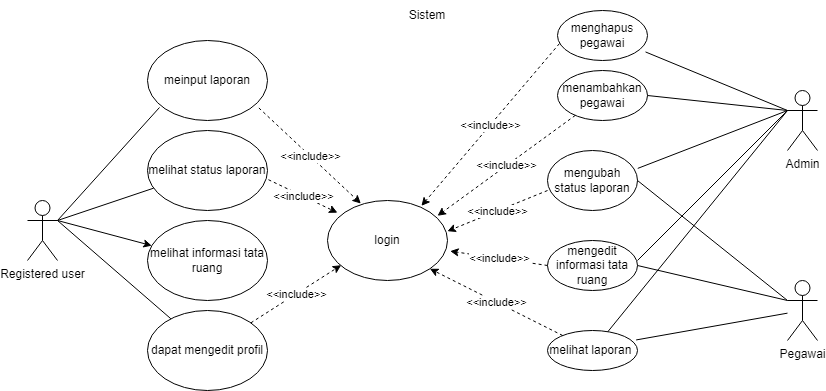 Sistem
menghapus
pegawai
meinput laporan
menambahkan
pegawai
<<include>>
<<include>>
Admin
melihat status laporan
<<include>>
mengubah
status laporan
<<include>>
<<include>>
login
melihat informasi tata
ruang
Registered user
<<include>>
mengedit
informasi tata
ruang
<<include>>
<<include>>
dapat mengedit profil
melihat laporan
Pegawai